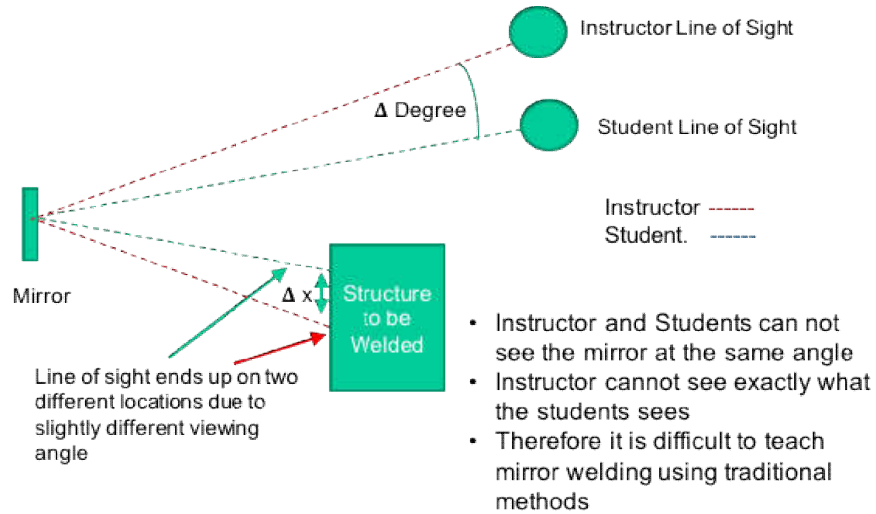 Instructor Line of Sight
Δ Degree
Student Line of Sight
Instructor ------
Student. ------
Mirror
Δ x
Structure
to be
Welded
Line of sight ends up on two
different locations due to
slightly different viewing
angle
• Instructor and Students can not
see the mirror at the same angle
• Instructor cannot see exactly what
the students sees
• Therefore it is difficult to teach
mirror welding using traditional
methods